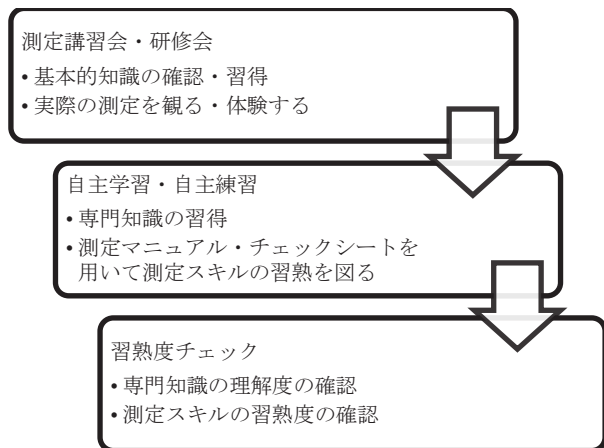 測定講習会・研修会
• 基本的知識の確認・習得
• 実際の測定を観る・体験する
自主学習・自主練習
• 専門知識の習得
• 測定マニュアル・チェックシートを
用いて測定スキルの習熟を図る
習熟度チェック
• 専門知識の理解度の確認
• 測定スキルの習熟度の確認